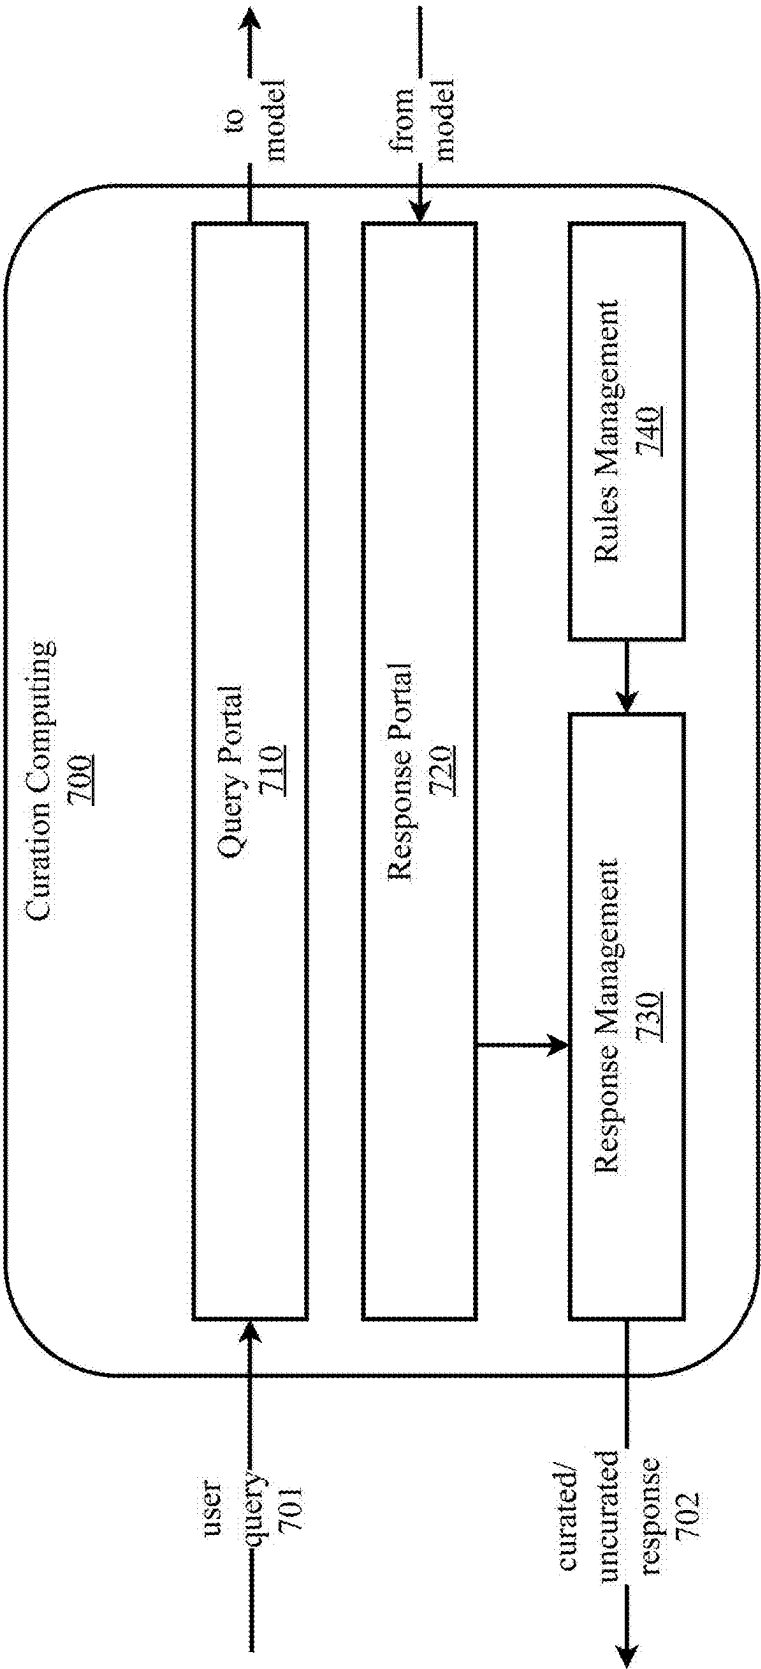 Curation Computing
700
user
query
701
Query Portal
710
to
model
Response Portal
720
from
model
curated/
uncurated
response
702
Response Management
730
Rules Management
740